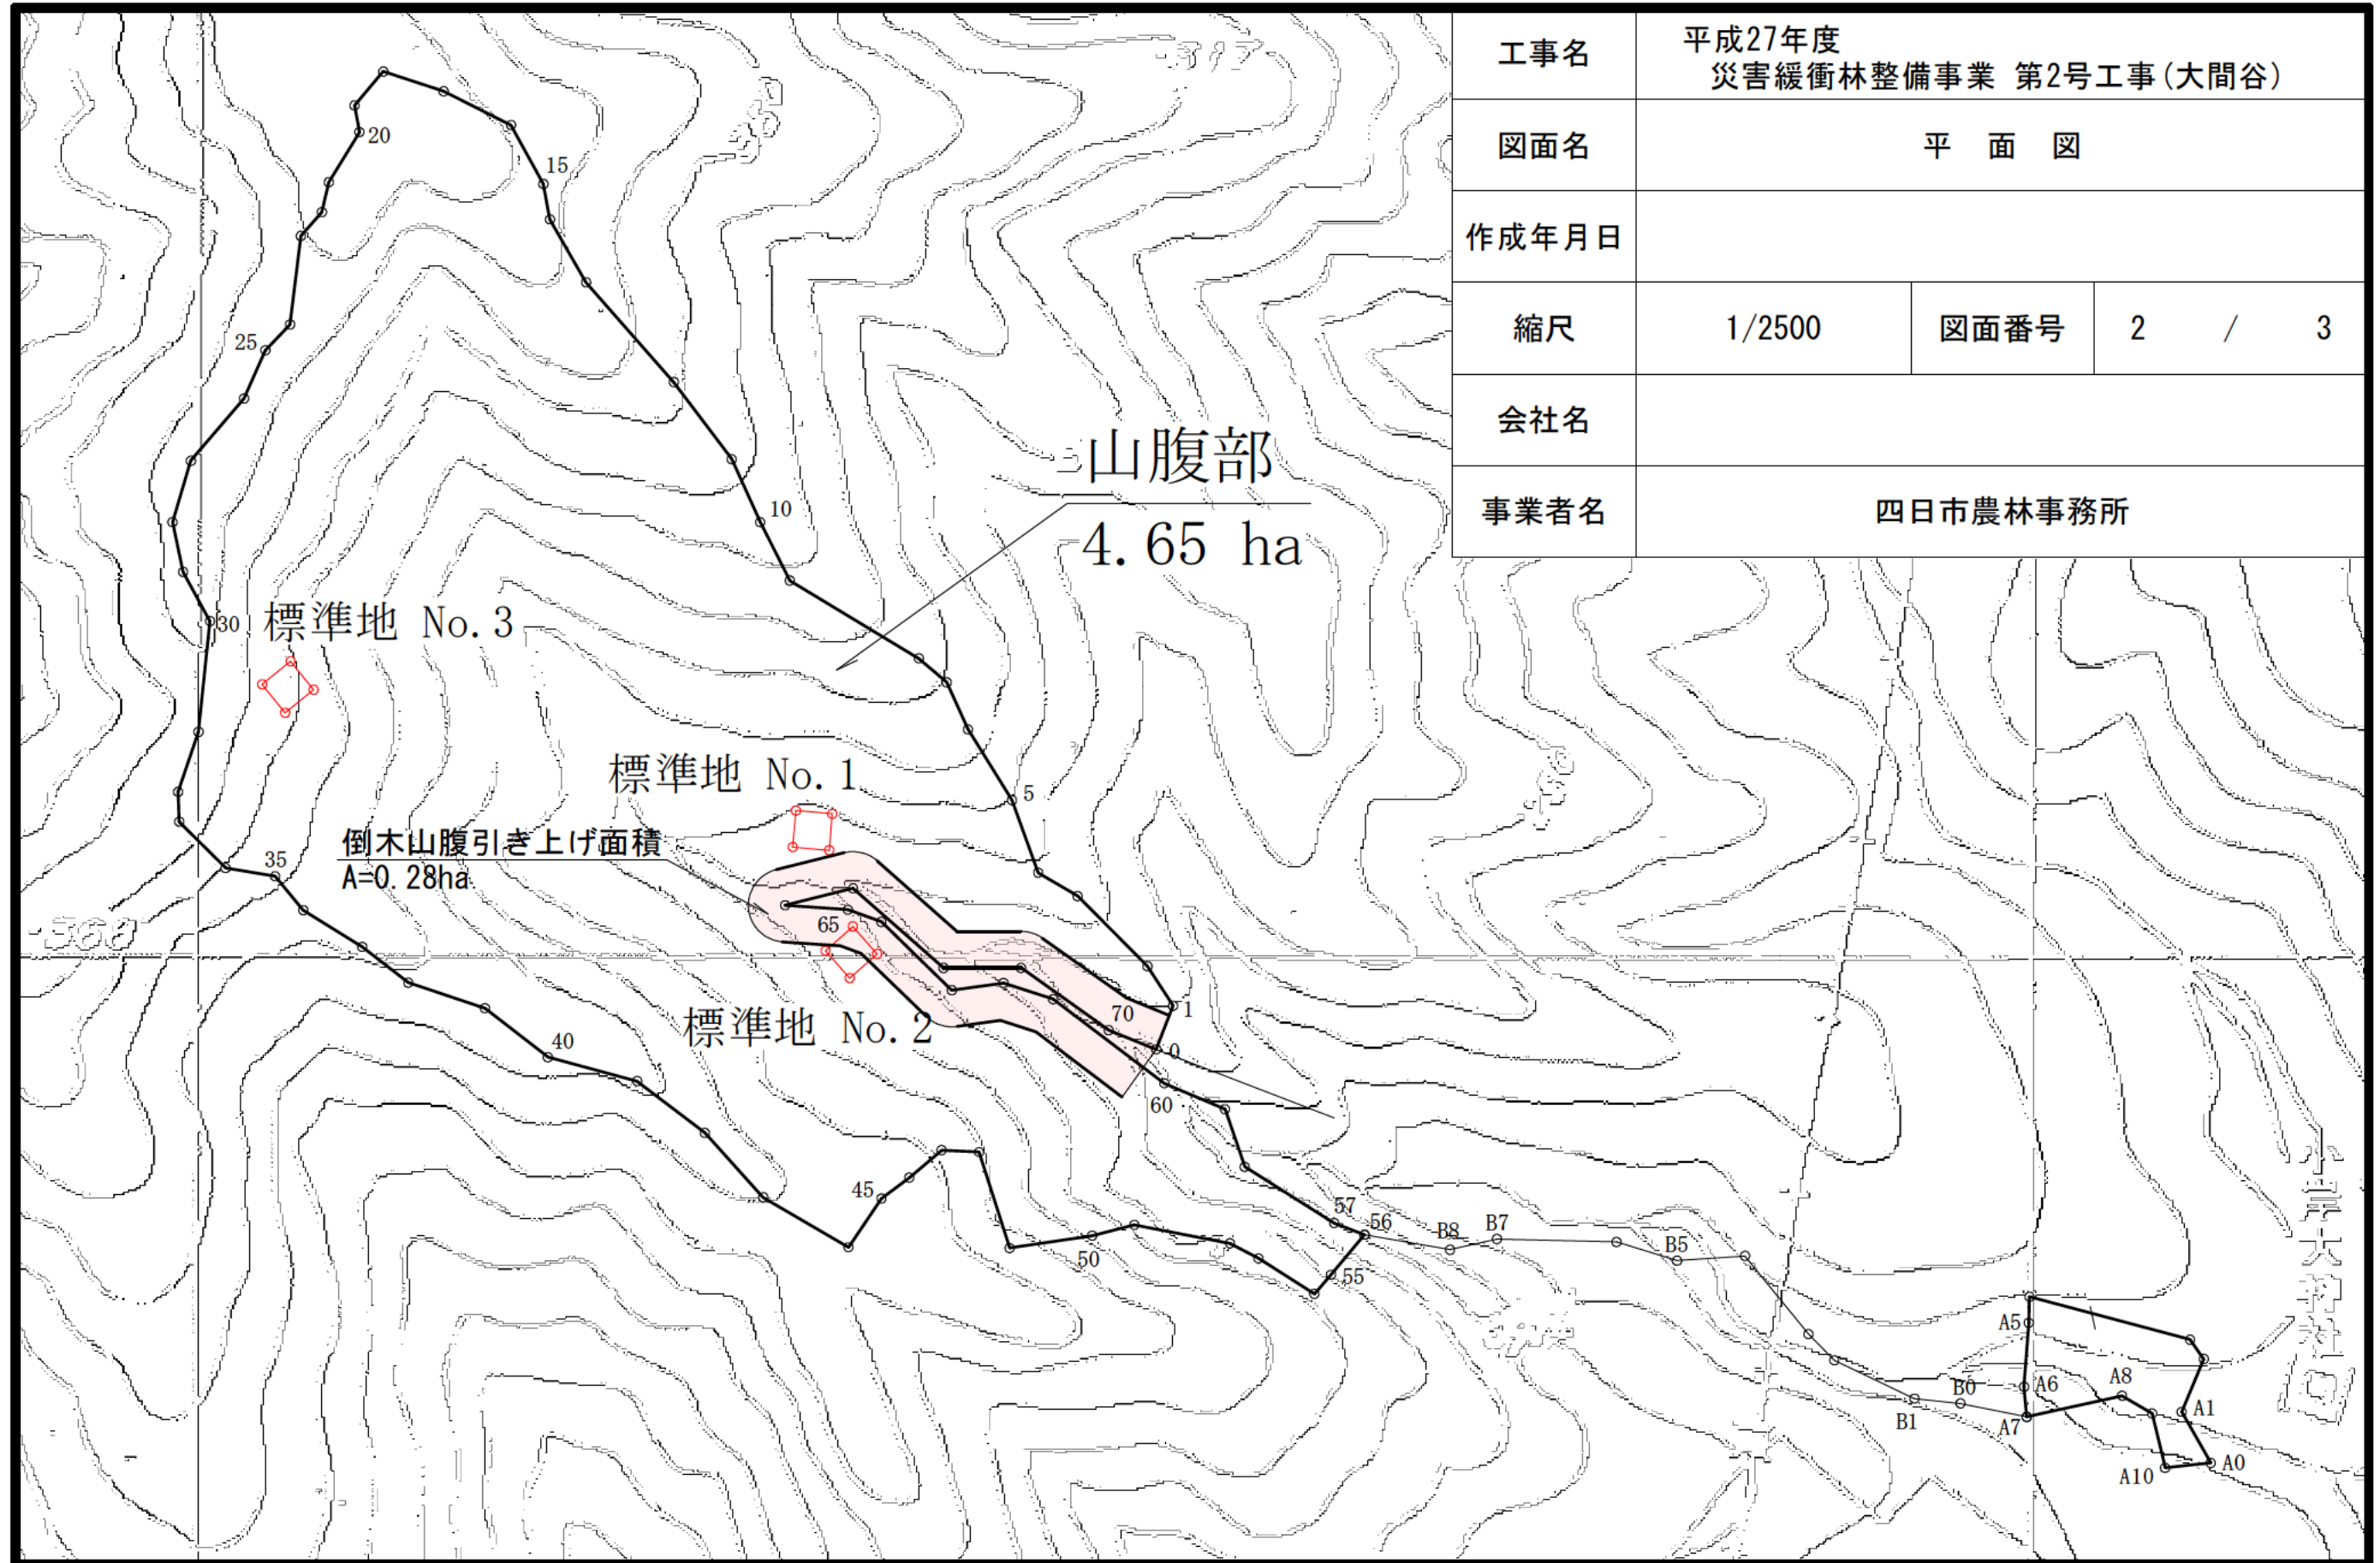 工事名
平成27年度
災害緩衝林整備事業 第2号工事(大間谷)
図面名
平 面 図
作成年月日
縮尺
1/2500
図面番号
2 / 3
会社名
事業者名
四日市農林事務所
20
15
25
10
山腹部
4.65 ha
30
標準地 No.3
標準地 No.1
5
倒木山腹引き上げ面積
A=0.28ha
35
65
標準地 No.2
70
1
0
40
60
45
50
57
56
55
B8
B7
B5
A5
A6
A8
B0
B1
A7
A1
A0
A10